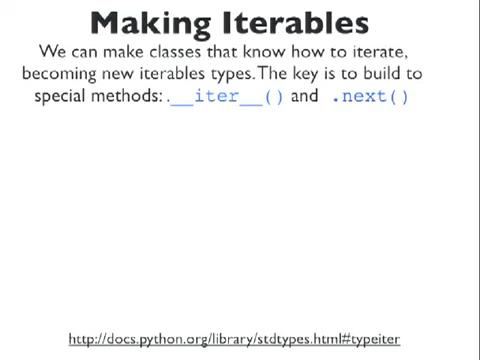 Making Iterables
We can make classes that know how to iterate,
becoming new iterables types. The key is to build to
special methods: .__iter__() and .next()
http://docs.python.org/library/stdtypes.html#typeiter